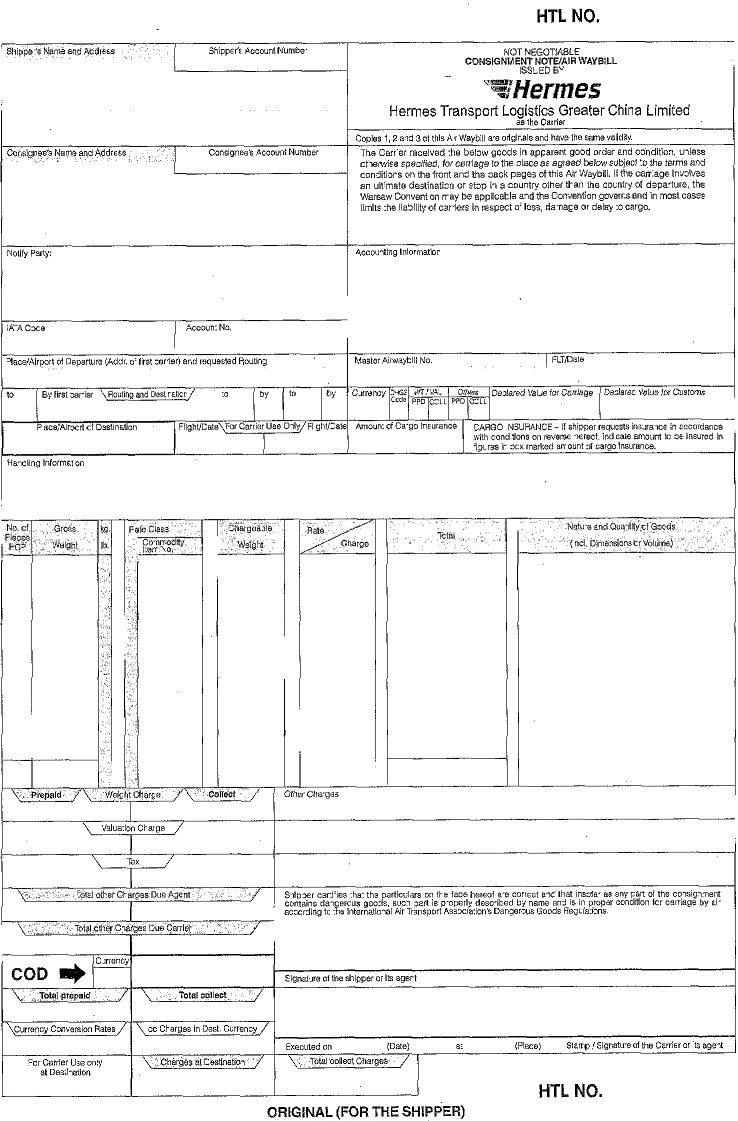 HTL NO.
Shipper's Name and Address
Shipper's Account Number
NOT NEGOTIABLE
CONSIGNMENT NOTE/AIR WAYBILL
ISSUED BY
Hermes
Hermes Transport Logistics Greater China Limited
as the Carrier
Copies 1, 2 and 3 of this Air Waybill are originals and have the same validity.
Consignee's Name and Address
Consignee's Account Number
The Carrier received the below goods in apparent good order and condition, unless
otherwise specified, for carriage to the place as agreed below subject to the terms and
conditions on the front and the back pages of this Air Waybill. If the carriage involves
an ultimate destination or stop in a country other than the country of departure, the
Warsaw Convention may be applicable and the Convention governs and in most cases
limits the liability of carriers in respect of loss, damage or delay to cargo.
Notify Party:
Accounting Information
IATA Code
Account No.
Place/Airport of Departure (Addr. of first carrier) and requested Routing
Master Airwaybill No.
FLT/Date
to
By first carrier
Routing and Destination
to
by
to
by
Currency
CHGS
Code
WT/VAL
Others
PPD
COLL
PPD
COLL
Declared Value for Carriage
Declared Value for Customs
Place/Airport of Destination
Flight/Date
For Carrier Use Only
Flight/Date
Amount of Cargo Insurance
CARGO INSURANCE – If shipper requests insurance in accordance
with conditions on reverse hereof, indicate amount to be insured in
figures in box marked amount of cargo insurance.
Handling Information
No. of
Pieces
RCP
Gross
Weight
kg.
lb.
Rate Class
Commodity
Item No.
Chargeable
Weight
Rate
Charge
Total
Nature and Quantity of Goods
(Incl. Dimensions or Volume)
Prepaid
Weight Charge
Collect
Other Charges
Valuation Charge
Tax
Total other Charges Due Agent
Shipper certifies that the particulars on the face hereof are correct and that insofar as any part of the consignment
contains dangerous goods, such part is properly described by name and is in proper condition for carriage by air
according to the International Air Transport Association's Dangerous Goods Regulations.
Total other Charges Due Carrier
COD
Currency
Signature of the shipper or its agent
Total prepaid
Total collect
Currency Conversion Rates
cc Charges in Dest. Currency
Executed on
(Date)
at
(Place)
Stamp / Signature of the Carrier or its agent
For Carrier Use only
at Destination
Charges at Destination
Total collect Charges
HTL NO.
ORIGINAL (FOR THE SHIPPER)